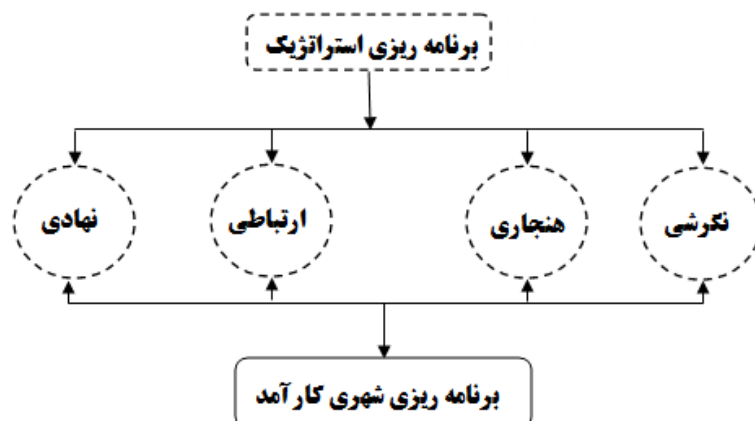 برنامه ریزی استراتژیک
نگرشی
هنجاری
ارتباطی
نهادی
برنامه ریزی شهری کارآمد